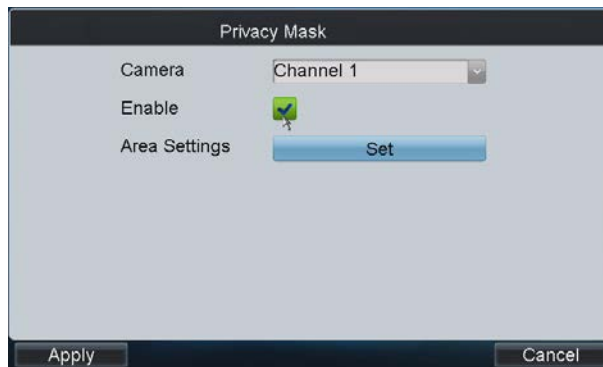 Privacy Mask
Camera Channel 1
Enable
Area Settings Set
Apply Cancel